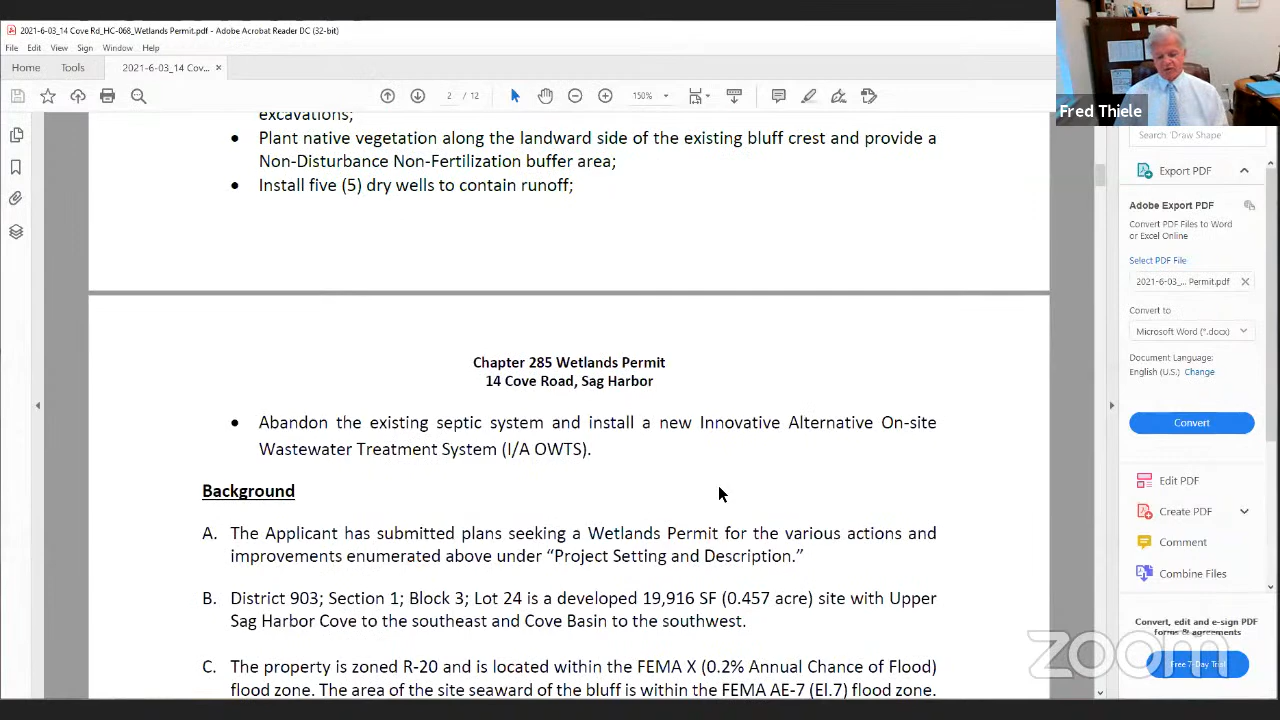 2021-6-03_14 Cove Rd_HC-068_Wetlands Permit.pdf - Adobe Acrobat Reader DC (32-bit)
File Edit View Sign Window Help
Home Tools 2021-6-03_14 Cov... ×
2 / 12 150%
Fred Thiele
excavations;
• Plant native vegetation along the landward side of the existing bluff crest and provide a
Non-Disturbance Non-Fertilization buffer area;
• Install five (5) dry wells to contain runoff;
Chapter 285 Wetlands Permit
14 Cove Road, Sag Harbor
• Abandon the existing septic system and install a new Innovative Alternative On-site
Wastewater Treatment System (I/A OWTS).
Background
A. The Applicant has submitted plans seeking a Wetlands Permit for the various actions and
improvements enumerated above under “Project Setting and Description.”
B. District 903; Section 1; Block 3; Lot 24 is a developed 19,916 SF (0.457 acre) site with Upper
Sag Harbor Cove to the southeast and Cove Basin to the southwest.
C. The property is zoned R-20 and is located within the FEMA X (0.2% Annual Chance of Flood)
flood zone. The area of the site seaward of the bluff is within the FEMA AE-7 (El.7) flood zone.
Search 'Draw Shape'
Export PDF
Adobe Export PDF
Convert PDF Files to Word
or Excel Online
Select PDF File
2021-6-03_... Permit.pdf
Convert to
Microsoft Word (*.docx)
Document Language:
English (U.S.) Change
Convert
Edit PDF
Create PDF
Comment
Combine Files
Convert, edit and e-sign PDF
forms & agreements
Free 7-Day Trial
zoom